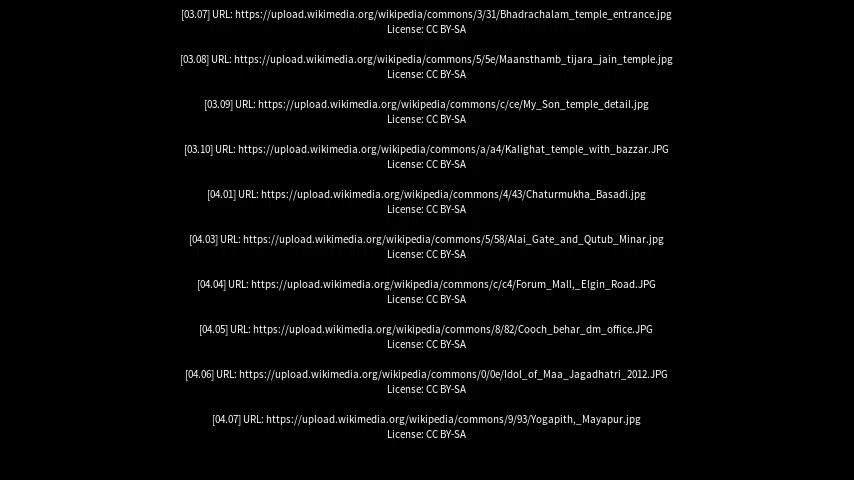 [03.07] URL: https://upload.wikimedia.org/wikipedia/commons/3/31/Bhadrachalam_temple_entrance.jpg
License: CC BY-SA
[03.08] URL: https://upload.wikimedia.org/wikipedia/commons/5/5e/Maansthamb_tijara_jain_temple.jpg
License: CC BY-SA
[03.09] URL: https://upload.wikimedia.org/wikipedia/commons/c/ce/My_Son_temple_detail.jpg
License: CC BY-SA
[03.10] URL: https://upload.wikimedia.org/wikipedia/commons/a/a4/Kalighat_temple_with_bazzar.JPG
License: CC BY-SA
[04.01] URL: https://upload.wikimedia.org/wikipedia/commons/4/43/Chaturmukha_Basadi.jpg
License: CC BY-SA
[04.03] URL: https://upload.wikimedia.org/wikipedia/commons/5/58/Alai_Gate_and_Qutub_Minar.jpg
License: CC BY-SA
[04.04] URL: https://upload.wikimedia.org/wikipedia/commons/c/c4/Forum_Mall,_Elgin_Road.JPG
License: CC BY-SA
[04.05] URL: https://upload.wikimedia.org/wikipedia/commons/8/82/Cooch_behar_dm_office.JPG
License: CC BY-SA
[04.06] URL: https://upload.wikimedia.org/wikipedia/commons/0/0e/Idol_of_Maa_Jagadhatri_2012.JPG
License: CC BY-SA
[04.07] URL: https://upload.wikimedia.org/wikipedia/commons/9/93/Yogapith,_Mayapur.jpg
License: CC BY-SA